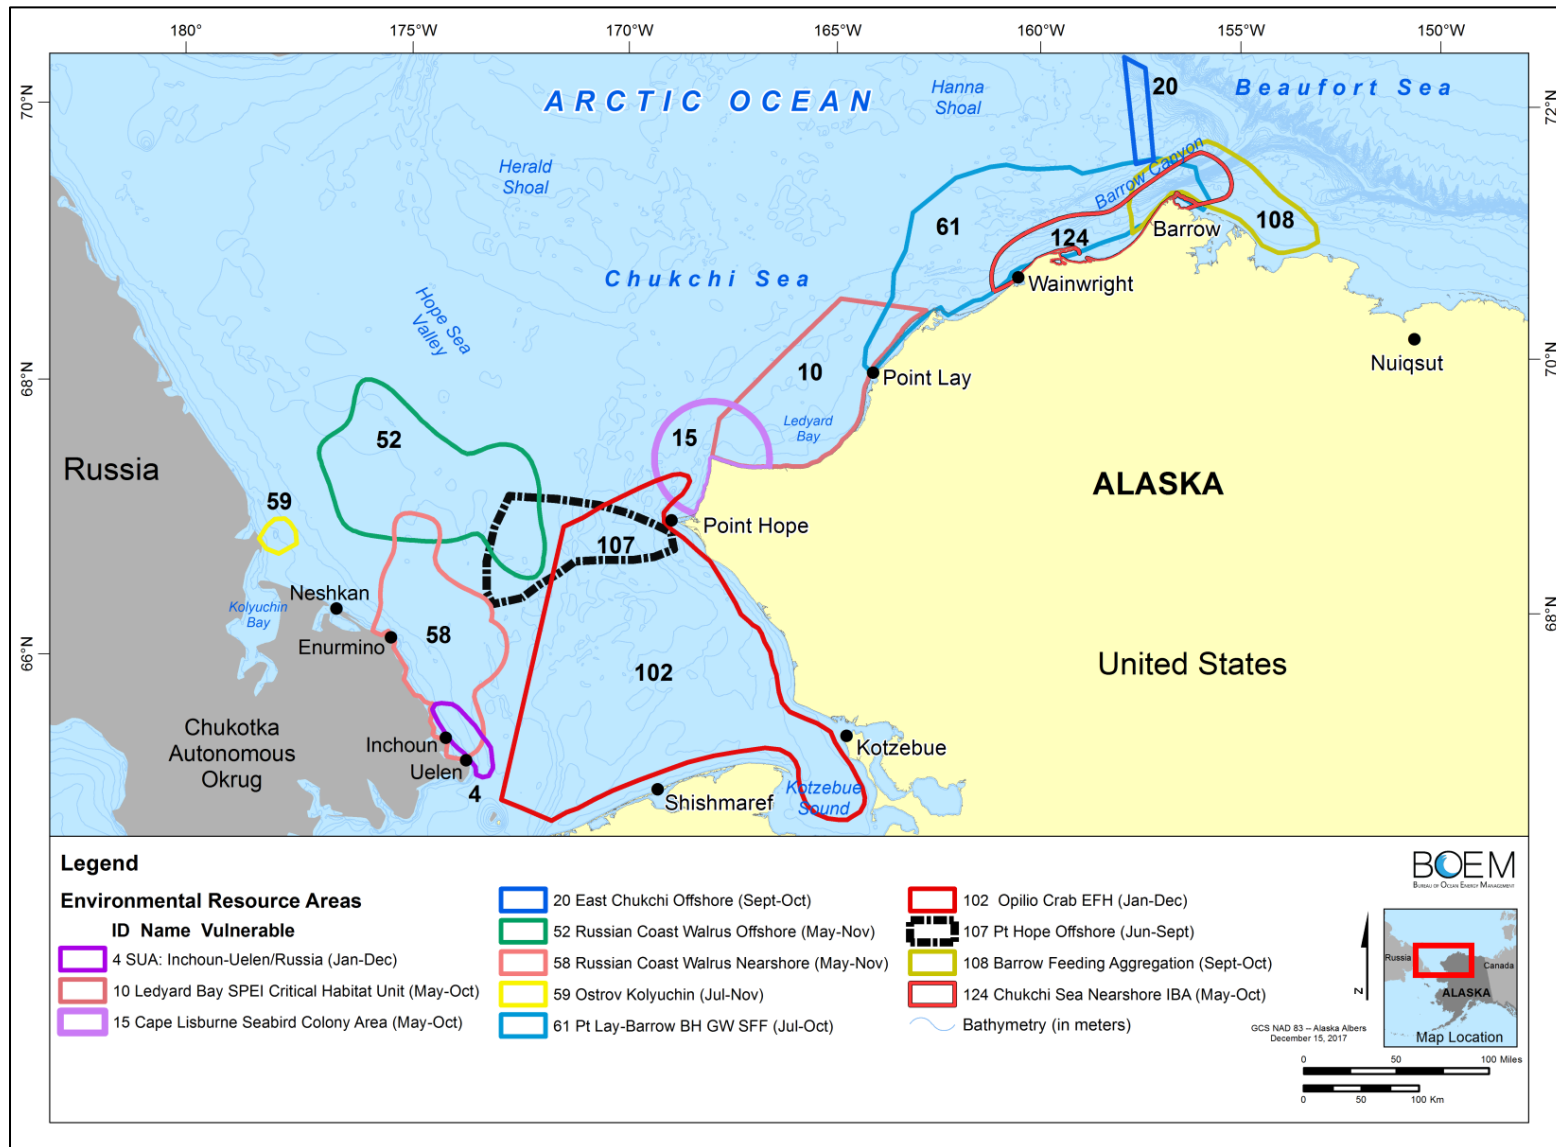 180°
175°W
170°W
165°W
160°W
155°W
150°W
70°N
72°N
ARCTIC OCEAN
Hanna
Shoal
20
Beaufort Sea
Herald
Shoal
Barrow Canyon
61
124
Barrow
108
Chukchi Sea
Wainwright
Hope Sea
Valley
68°N
70°N
10
Point Lay
Nuiqsut
52
15
Ledyard
Bay
Russia
ALASKA
59
107
Point Hope
Neshkan
Kolyuchin
Bay
Enurmino
58
68°N
66°N
102
United States
Chukotka
Autonomous
Okrug
Inchoun
Uelen
Kotzebue
4
Shishmaref
Kotzebue
Sound
Legend
Environmental Resource Areas
ID Name Vulnerable
4 SUA: Inchoun-Uelen/Russia (Jan-Dec)
10 Ledyard Bay SPEI Critical Habitat Unit (May-Oct)
15 Cape Lisburne Seabird Colony Area (May-Oct)
20 East Chukchi Offshore (Sept-Oct)
52 Russian Coast Walrus Offshore (May-Nov)
58 Russian Coast Walrus Nearshore (May-Nov)
59 Ostrov Kolyuchin (Jul-Nov)
61 Pt Lay-Barrow BH GW SFF (Jul-Oct)
102 Opilio Crab EFH (Jan-Dec)
107 Pt Hope Offshore (Jun-Sept)
108 Barrow Feeding Aggregation (Sept-Oct)
124 Chukchi Sea Nearshore IBA (May-Oct)
Bathymetry (in meters)
BOEM
BUREAU OF OCEAN ENERGY MANAGEMENT
Russia
Canada
ALASKA
Map Location
N
GCS NAD 83 – Alaska Albers
December 15, 2017
0 50 100 Miles
0 50 100 Km